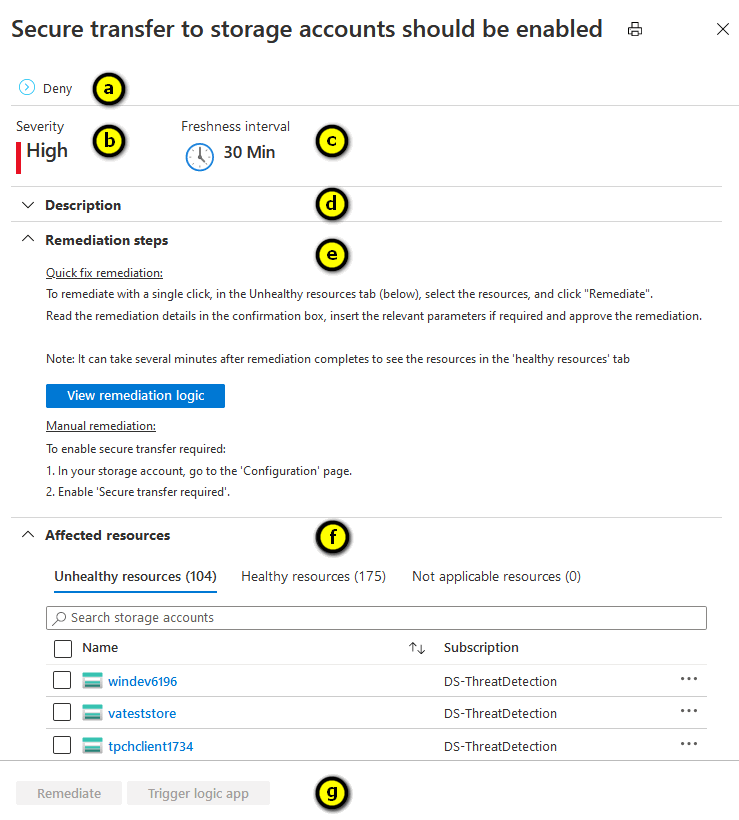 Secure transfer to storage accounts should be enabled
Deny a
Severity b Freshness interval c
High 30 Min
Description d
Remediation steps e
Quick fix remediation:
To remediate with a single click, in the Unhealthy resources tab (below), select the resources, and click "Remediate".
Read the remediation details in the confirmation box, insert the relevant parameters if required and approve the remediation.
Note: It can take several minutes after remediation completes to see the resources in the 'healthy resources' tab
View remediation logic
Manual remediation:
To enable secure transfer required:
1. In your storage account, go to the 'Configuration' page.
2. Enable 'Secure transfer required'.
Affected resources f
Unhealthy resources (104) Healthy resources (175) Not applicable resources (0)
Search storage accounts
Name Subscription
windev6196 DS-ThreatDetection
vateststore DS-ThreatDetection
tpchclient1734 DS-ThreatDetection
Remediate Trigger logic app g